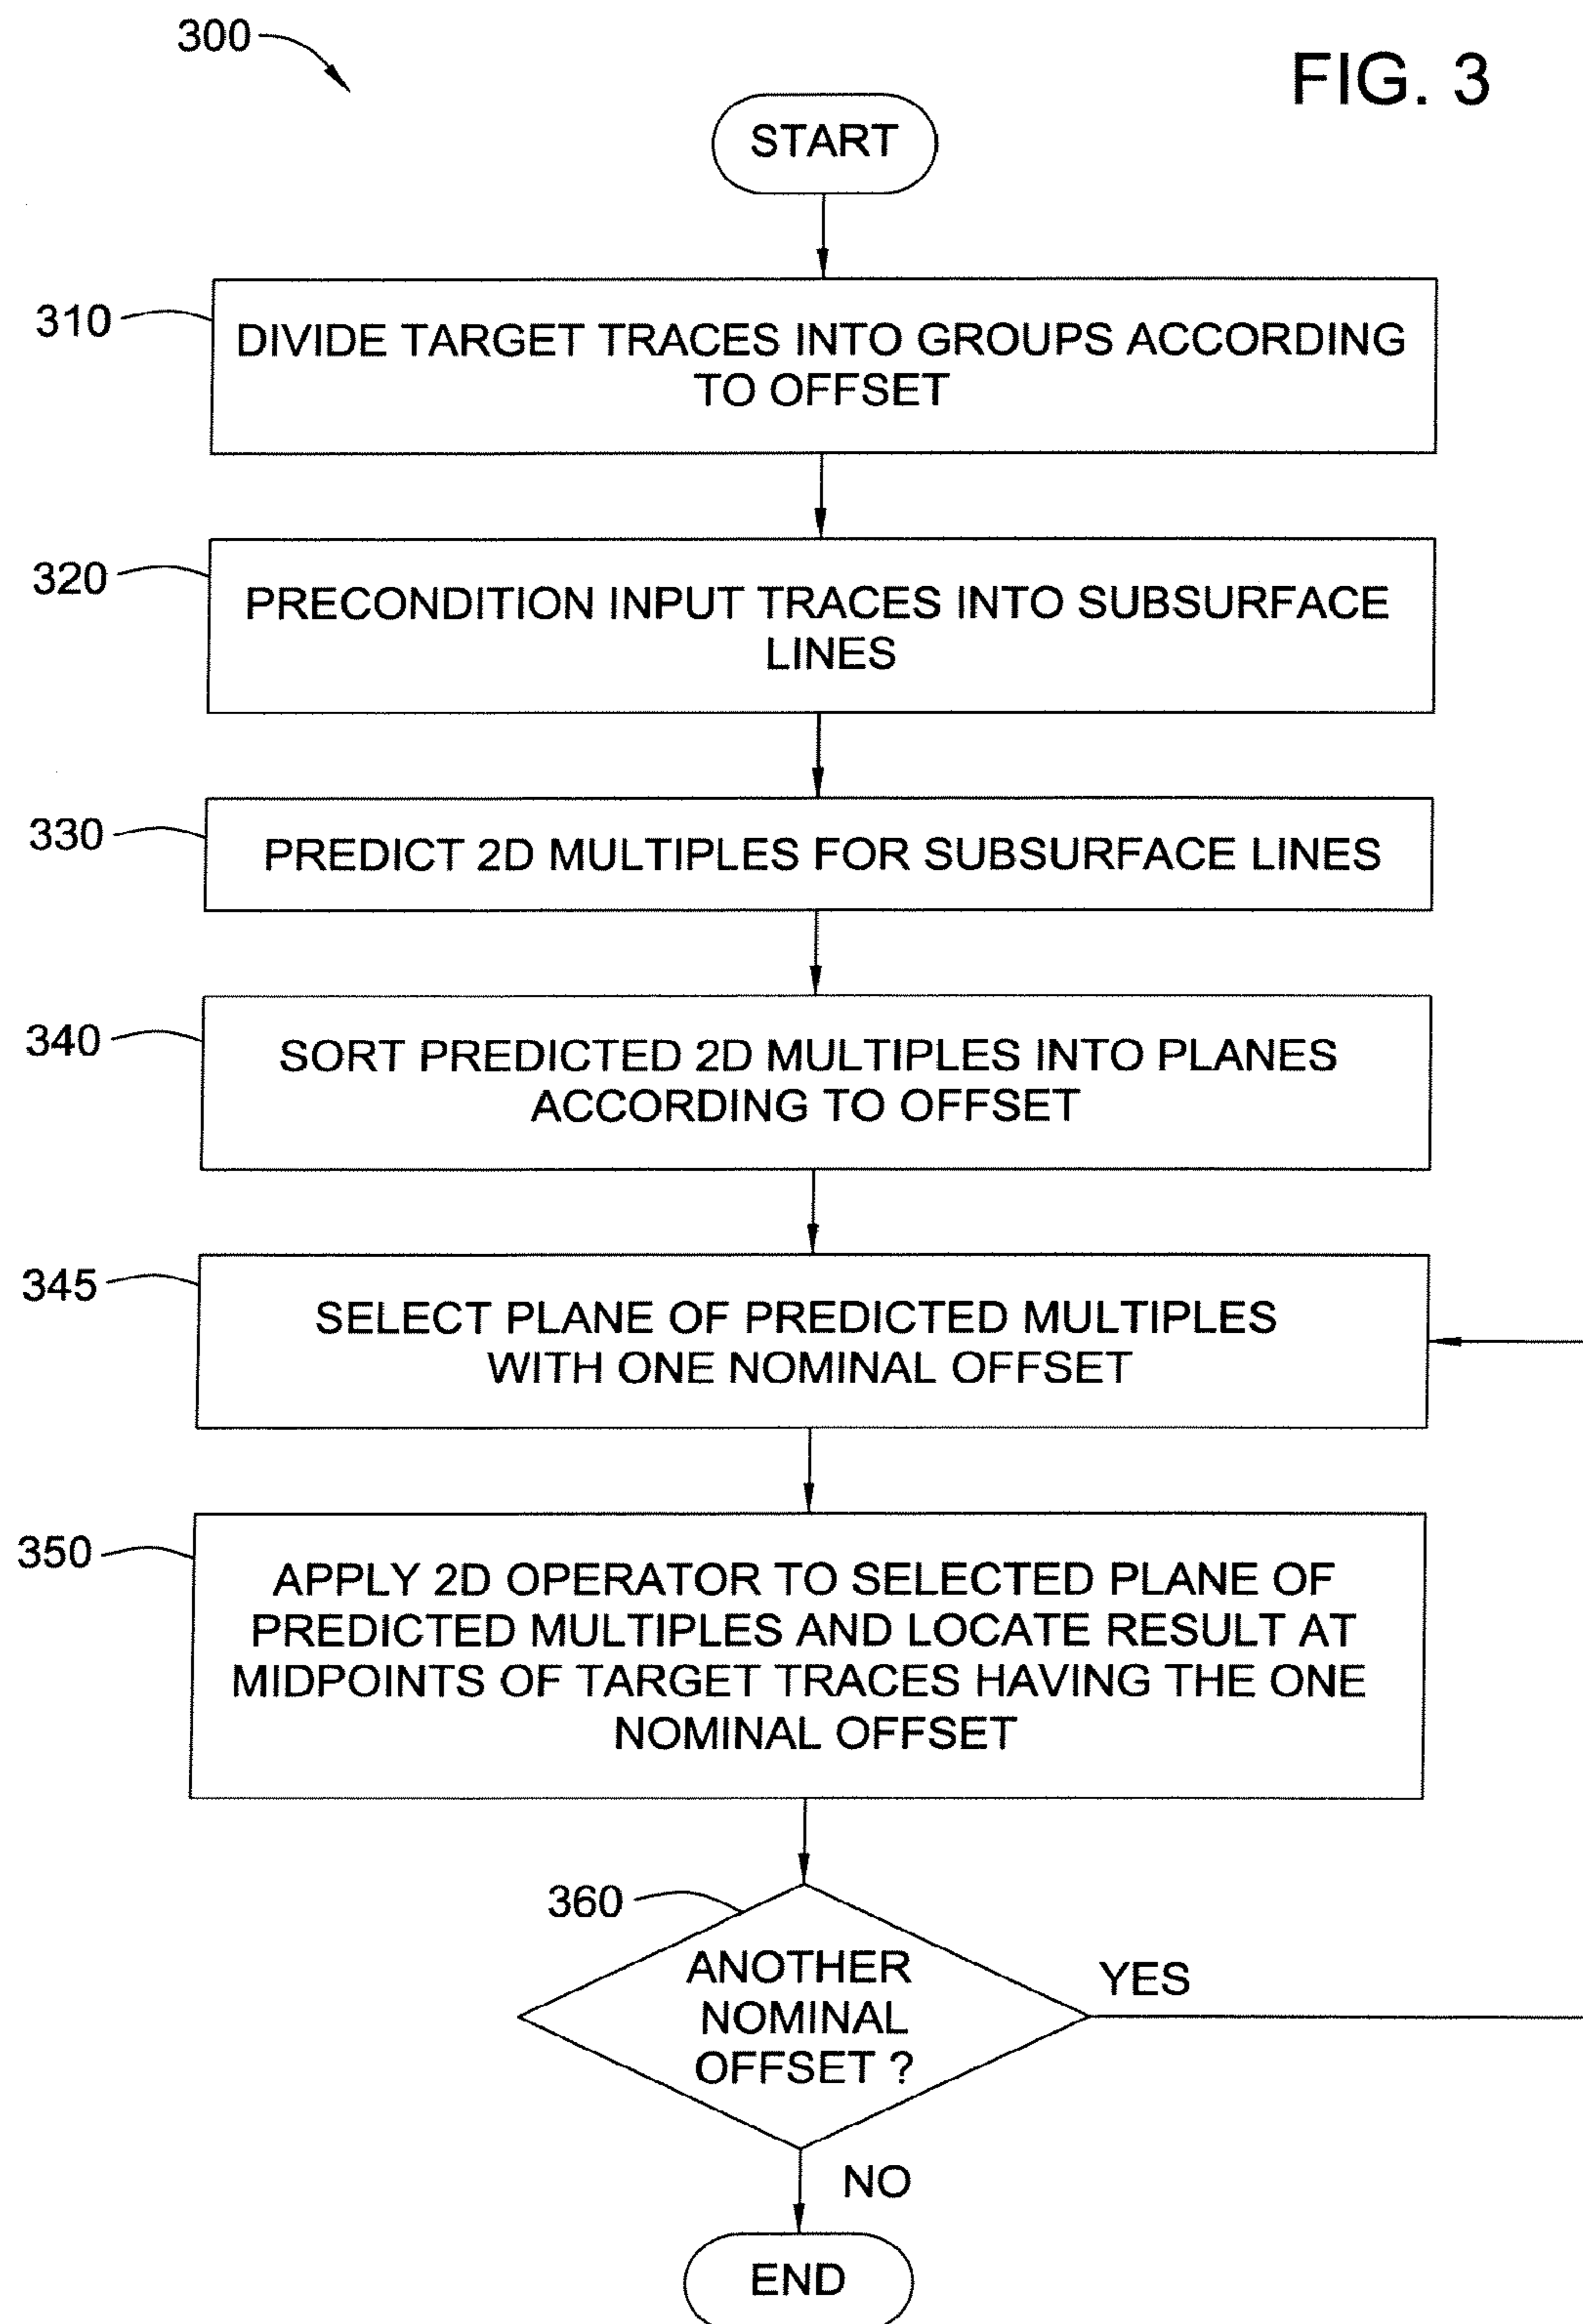 300
FIG. 3
START
310
DIVIDE TARGET TRACES INTO GROUPS ACCORDING
TO OFFSET
320
PRECONDITION INPUT TRACES INTO SUBSURFACE
LINES
330
PREDICT 2D MULTIPLES FOR SUBSURFACE LINES
340
SORT PREDICTED 2D MULTIPLES INTO PLANES
ACCORDING TO OFFSET
345
SELECT PLANE OF PREDICTED MULTIPLES
WITH ONE NOMINAL OFFSET
350
APPLY 2D OPERATOR TO SELECTED PLANE OF
PREDICTED MULTIPLES AND LOCATE RESULT AT
MIDPOINTS OF TARGET TRACES HAVING THE ONE
NOMINAL OFFSET
360
ANOTHER
NOMINAL
OFFSET ?
YES
NO
END